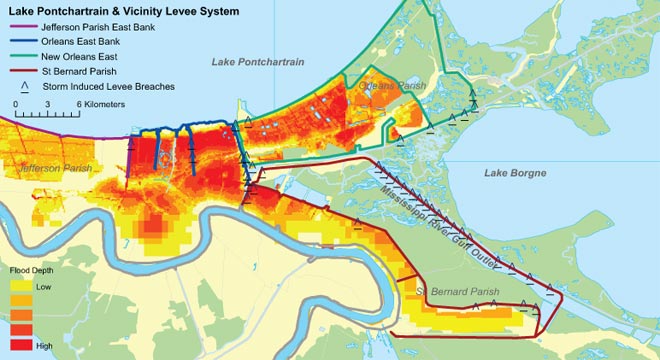 Lake Pontchartrain & Vicinity Levee System
Jefferson Parish East Bank
Orleans East Bank
New Orleans East
St Bernard Parish
Storm Induced Levee Breaches
0 3 6 Kilometers
Lake Pontchartrain
Orleans Parish
Jefferson Parish
Lake Borgne
Mississippi River Gulf Outlet
St Bernard Parish
Flood Depth
Low
High